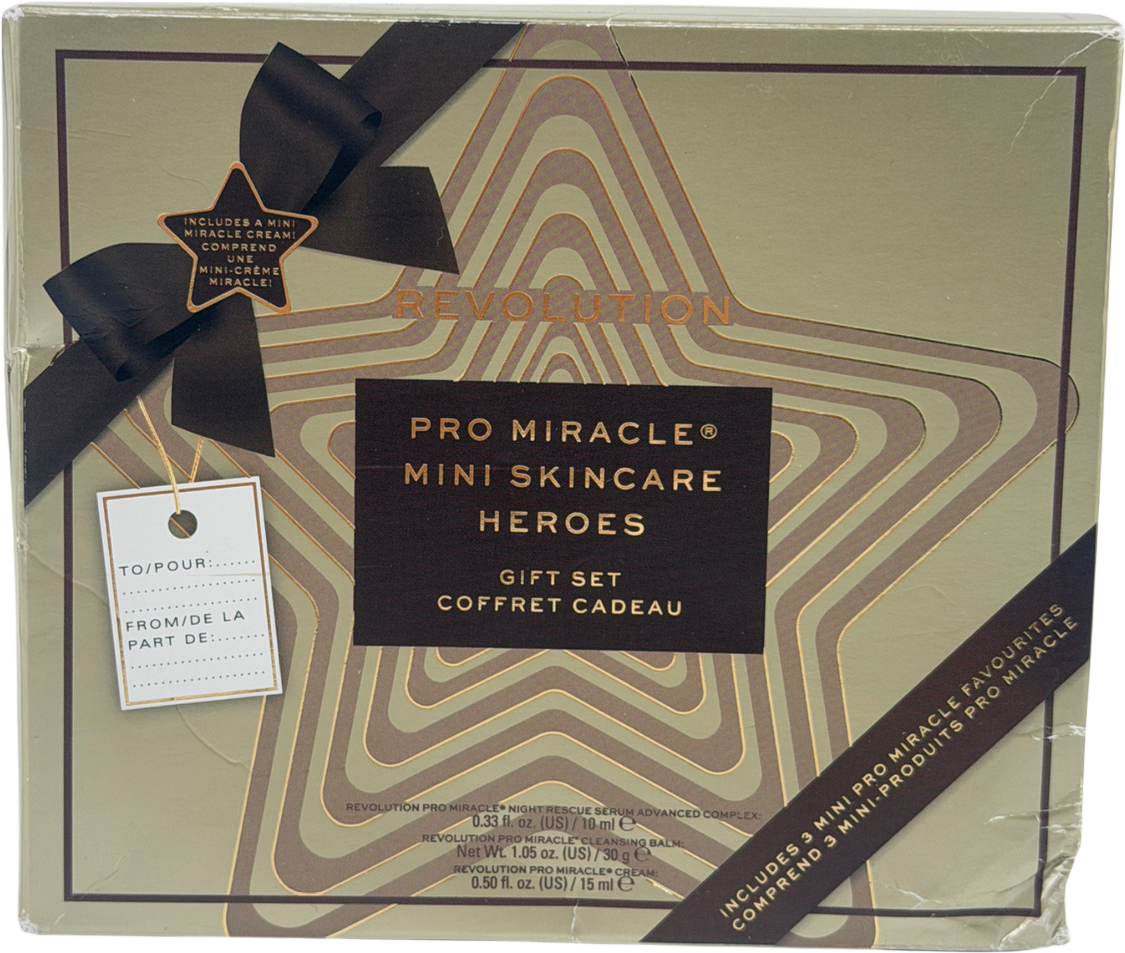 INCLUDES A MINI
MIRACLE CREAM!
COMPREND
UNE
MINI-CRÈME
MIRACLE!
REVOLUTION
PRO MIRACLE®
MINI SKINCARE
HEROES
GIFT SET
COFFRET CADEAU
TO/POUR:......
FROM/DE LA
PART DE:.......
REVOLUTION PRO MIRACLE® NIGHT RESCUE SERUM ADVANCED COMPLEX:
0.33 fl. oz. (US) / 10 ml ℮
REVOLUTION PRO MIRACLE® CLEANSING BALM:
Net Wt. 1.05 oz. (US) / 30 g ℮
REVOLUTION PRO MIRACLE® CREAM:
0.50 fl. oz. (US) / 15 ml ℮
INCLUDES 3 MINI PRO MIRACLE FAVOURITES
COMPREND 3 MINI-PRODUITS PRO MIRACLE